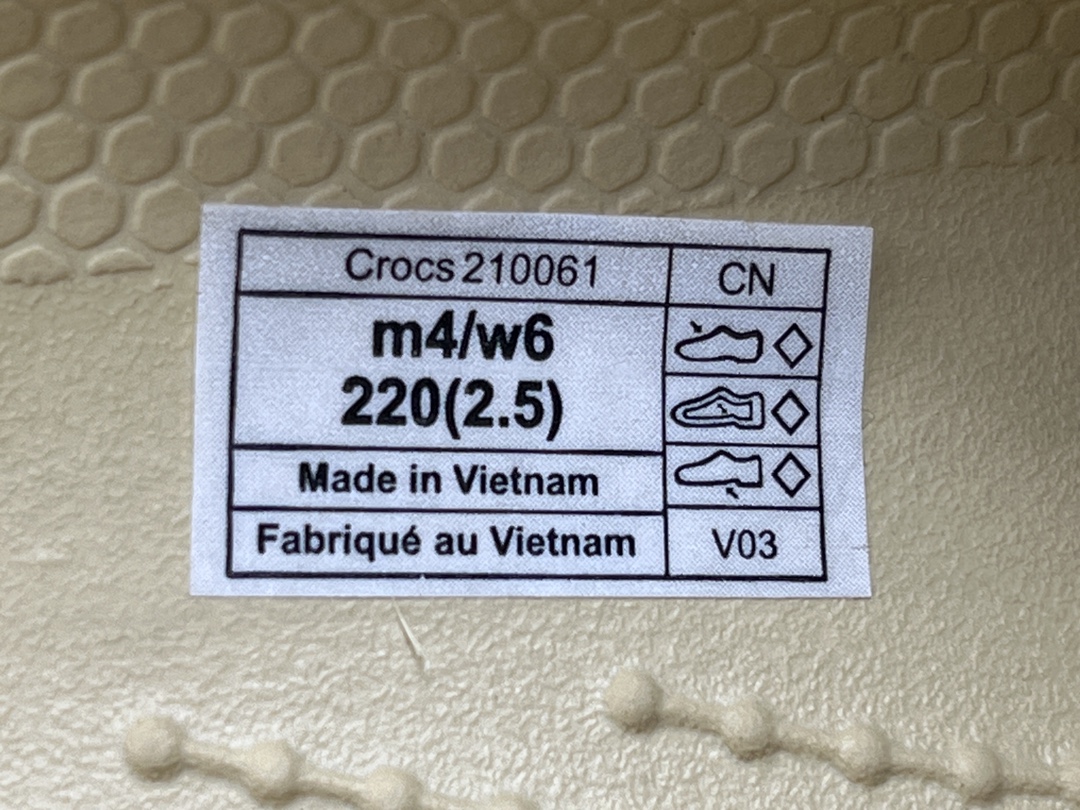 Crocs 210061
CN
m4/w6
220(2.5)
Made in Vietnam
Fabriqué au Vietnam
V03